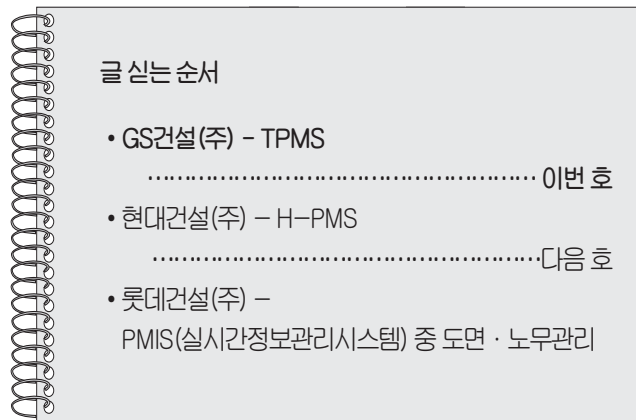 글 싣는 순서
• GS건설(주) - TPMS
………………………………………………… 이번 호
• 현대건설(주) - H-PMS
…………………………………………………다음 호
• 롯데건설(주) -
PMIS(실시간정보관리시스템) 중 도면 · 노무관리